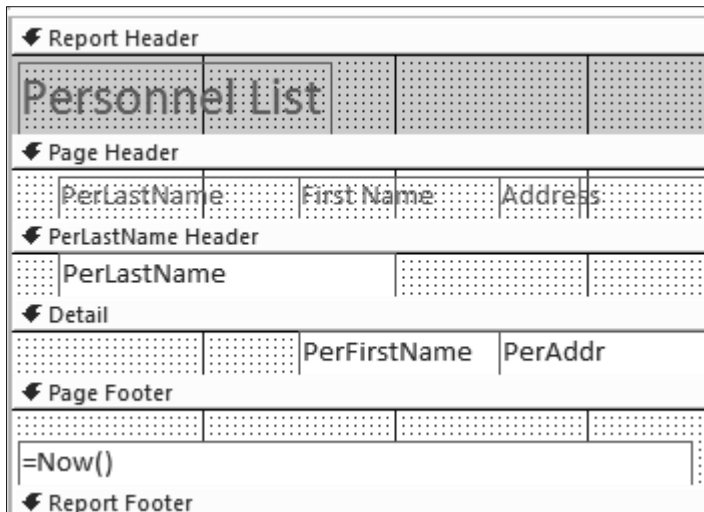 Report Header
Personnel List
Page Header
PerLastName First Name Address
PerLastName Header
PerLastName
Detail
PerFirstName PerAddr
Page Footer
=Now()
Report Footer